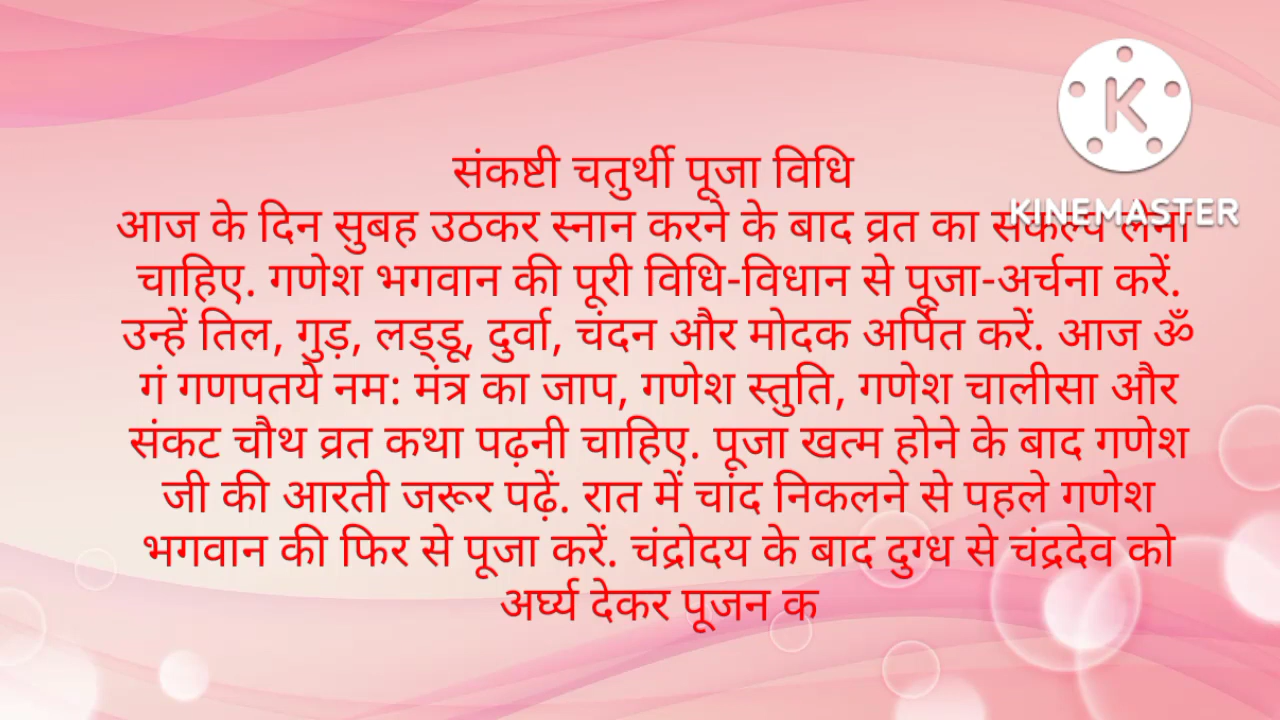 संकष्टी चतुर्थी पूजा विधि
आज के दिन सुबह उठकर स्नान करने के बाद व्रत का संकल्प लेना
चाहिए. गणेश भगवान की पूरी विधि-विधान से पूजा-अर्चना करें.
उन्हें तिल, गुड़, लड्डू, दुर्वा, चंदन और मोदक अर्पित करें. आज ॐ
गं गणपतये नम: मंत्र का जाप, गणेश स्तुति, गणेश चालीसा और
संकट चौथ व्रत कथा पढ़नी चाहिए. पूजा खत्म होने के बाद गणेश
जी की आरती जरूर पढ़ें. रात में चांद निकलने से पहले गणेश
भगवान की फिर से पूजा करें. चंद्रोदय के बाद दुग्ध से चंद्रदेव को
अर्घ्य देकर पूजन क
K
KINEMASTER